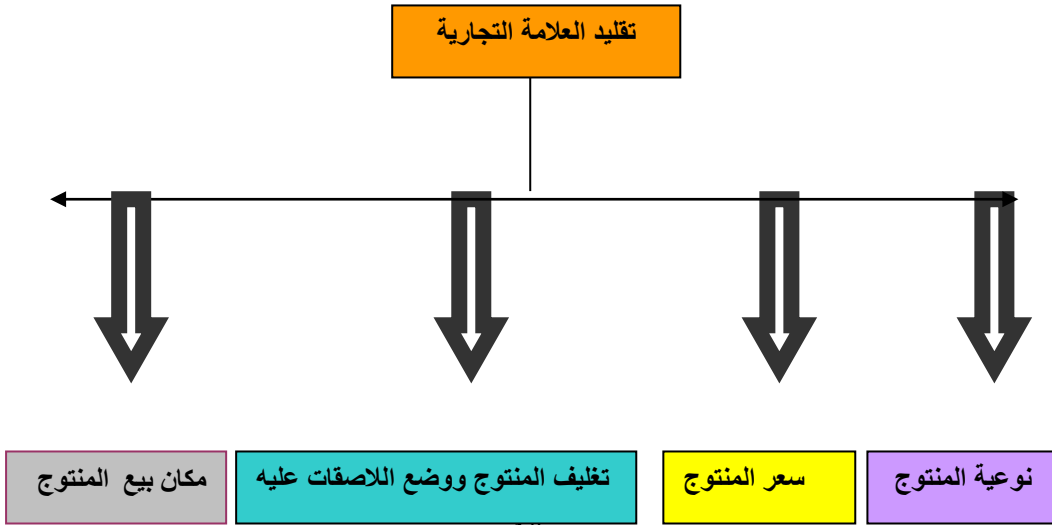 تقليد العلامة التجارية
نوعية المنتوج
سعر المنتوج
تغليف المنتوج ووضع اللاصقات عليه
مكان بيع المنتوج